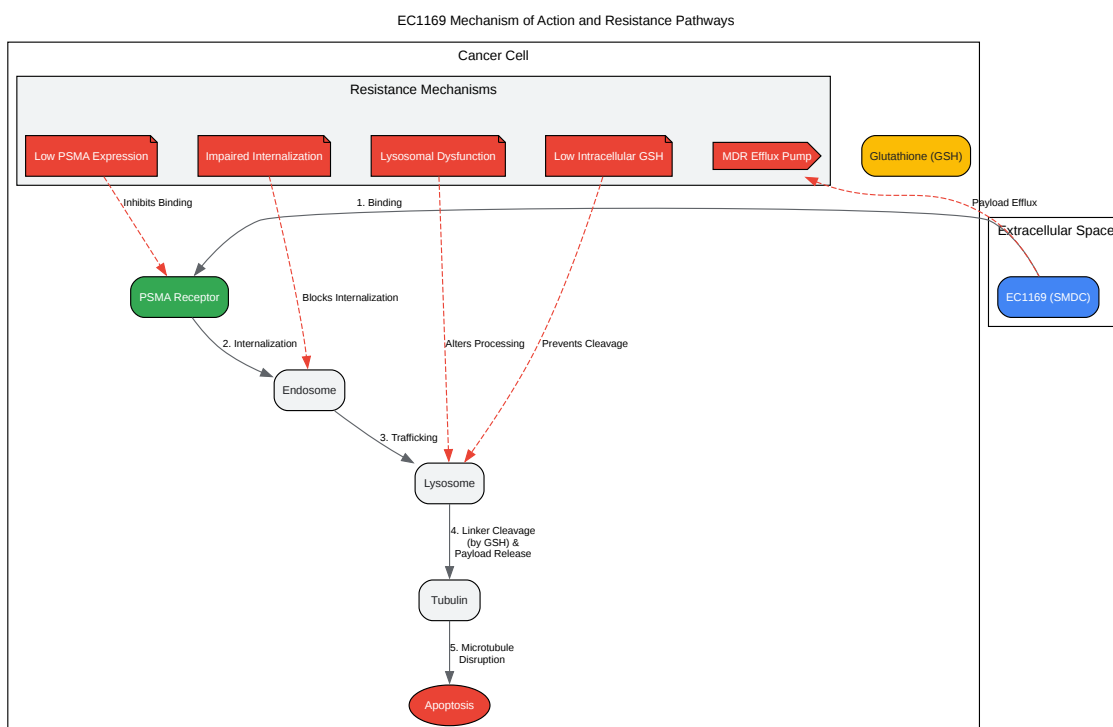 EC1169 Mechanism of Action and Resistance Pathways
Cancer Cell
Resistance Mechanisms
Low PSMA Expression
Impaired Internalization
Lysosomal Dysfunction
Low Intracellular GSH
MDR Efflux Pump
Glutathione (GSH)
Inhibits Binding
1. Binding
Payload Efflux
Extracellular Space
PSMA Receptor
Blocks Internalization
EC1169 (SMDC)
2. Internalization
Alters Processing
Prevents Cleavage
Endosome
3. Trafficking
Lysosome
4. Linker Cleavage
(by GSH) &
Payload Release
Tubulin
5. Microtubule
Disruption
Apoptosis